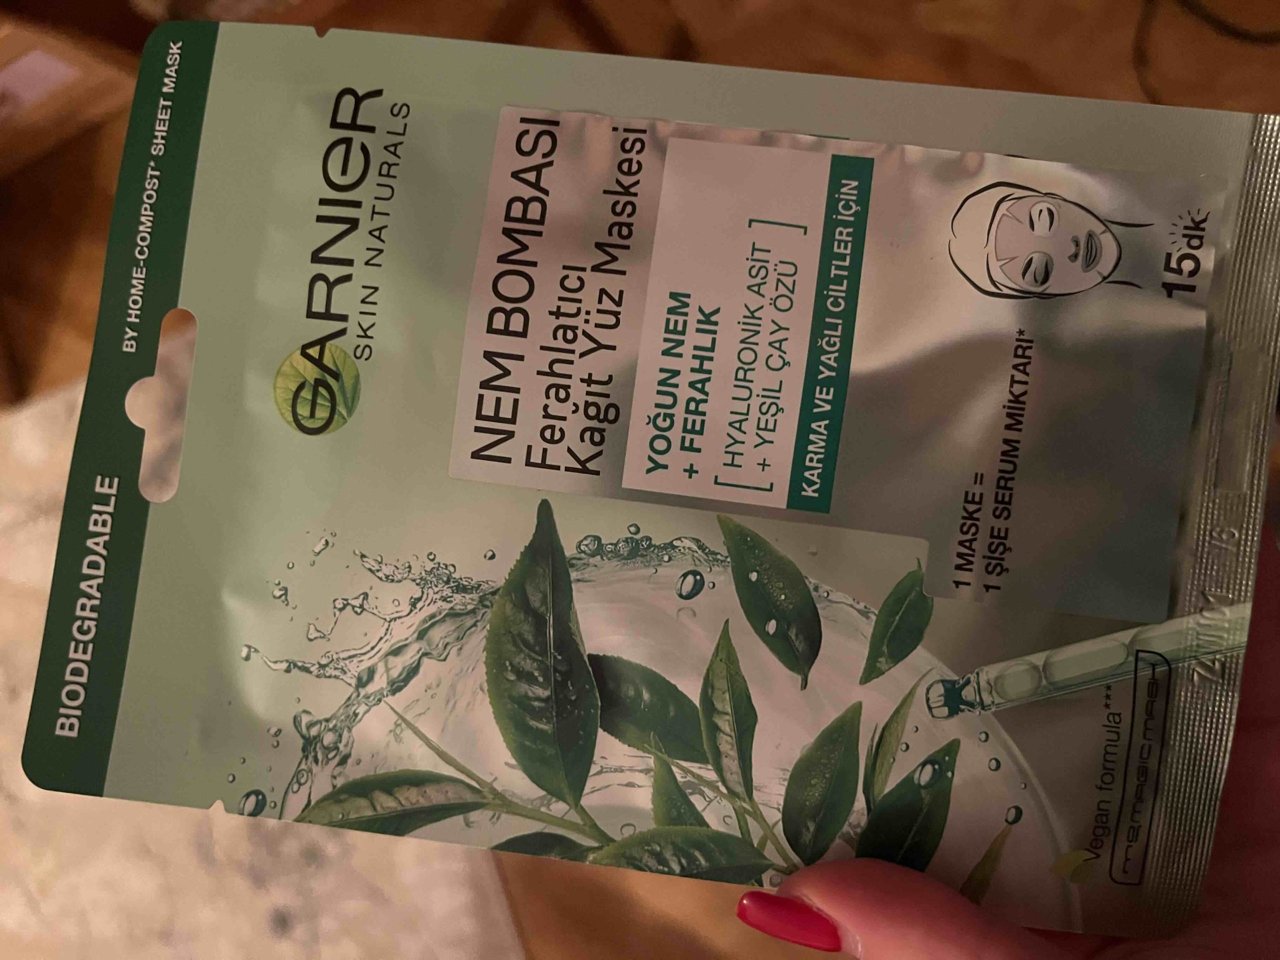 BIODEGRADABLE
BY HOME-COMPOST* SHEET MASK
GARNIER
SKIN NATURALS
NEM BOMBASI
Ferahlatıcı
Kağıt Yüz Maskesi
YOĞUN NEM
+ FERAHLIK
[ HYALURONİK ASİT
+ YEŞİL ÇAY ÖZÜ ]
KARMA VE YAĞLI CİLTLER İÇİN
1 MASKE =
1 ŞİŞE SERUM MİKTARI*
15 dk
Vegan formula***